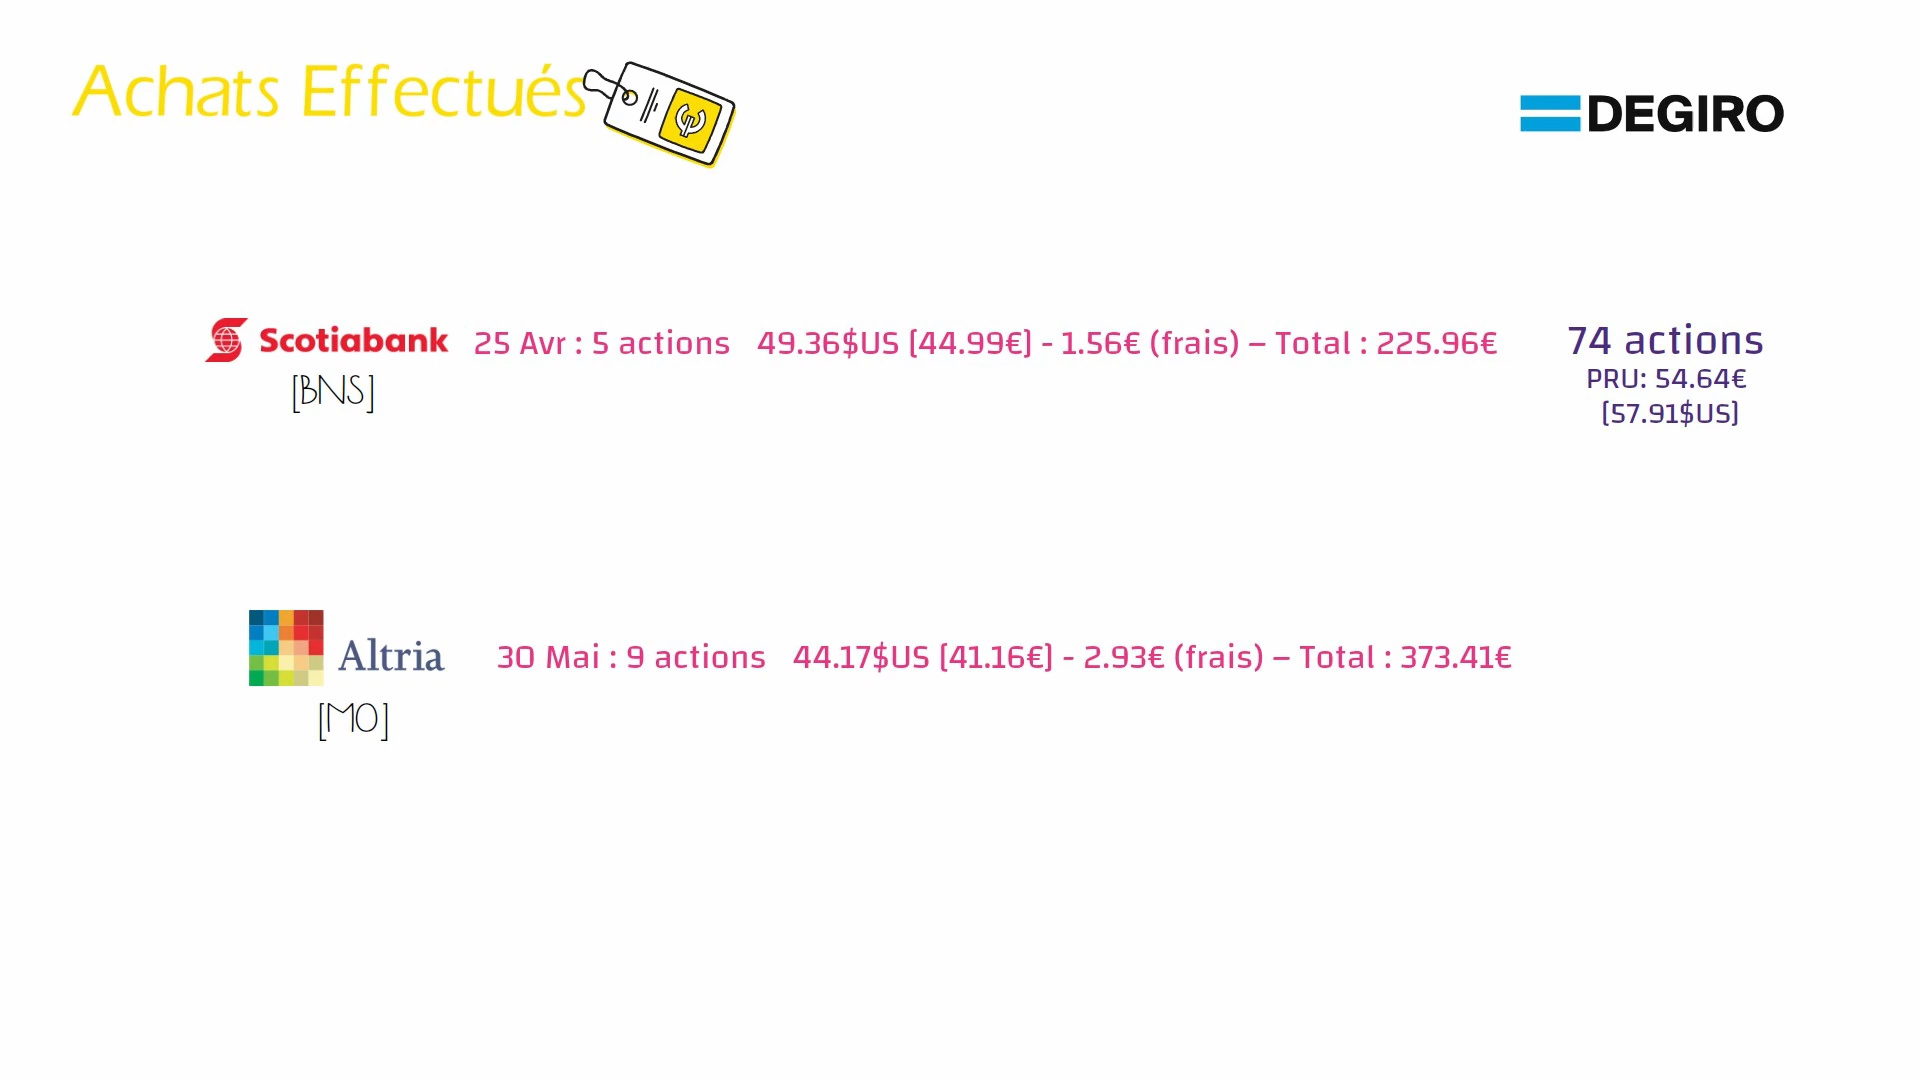 Achats Effectués
DEGIRO
Scotiabank 25 Avr : 5 actions 49.36$US [44.99€] - 1.56€ (frais) – Total : 225.96€ 74 actions
[BNS] PRU: 54.64€
[57.91$US]
Altria 30 Mai : 9 actions 44.17$US [41.16€] - 2.93€ (frais) – Total : 373.41€
[MO]